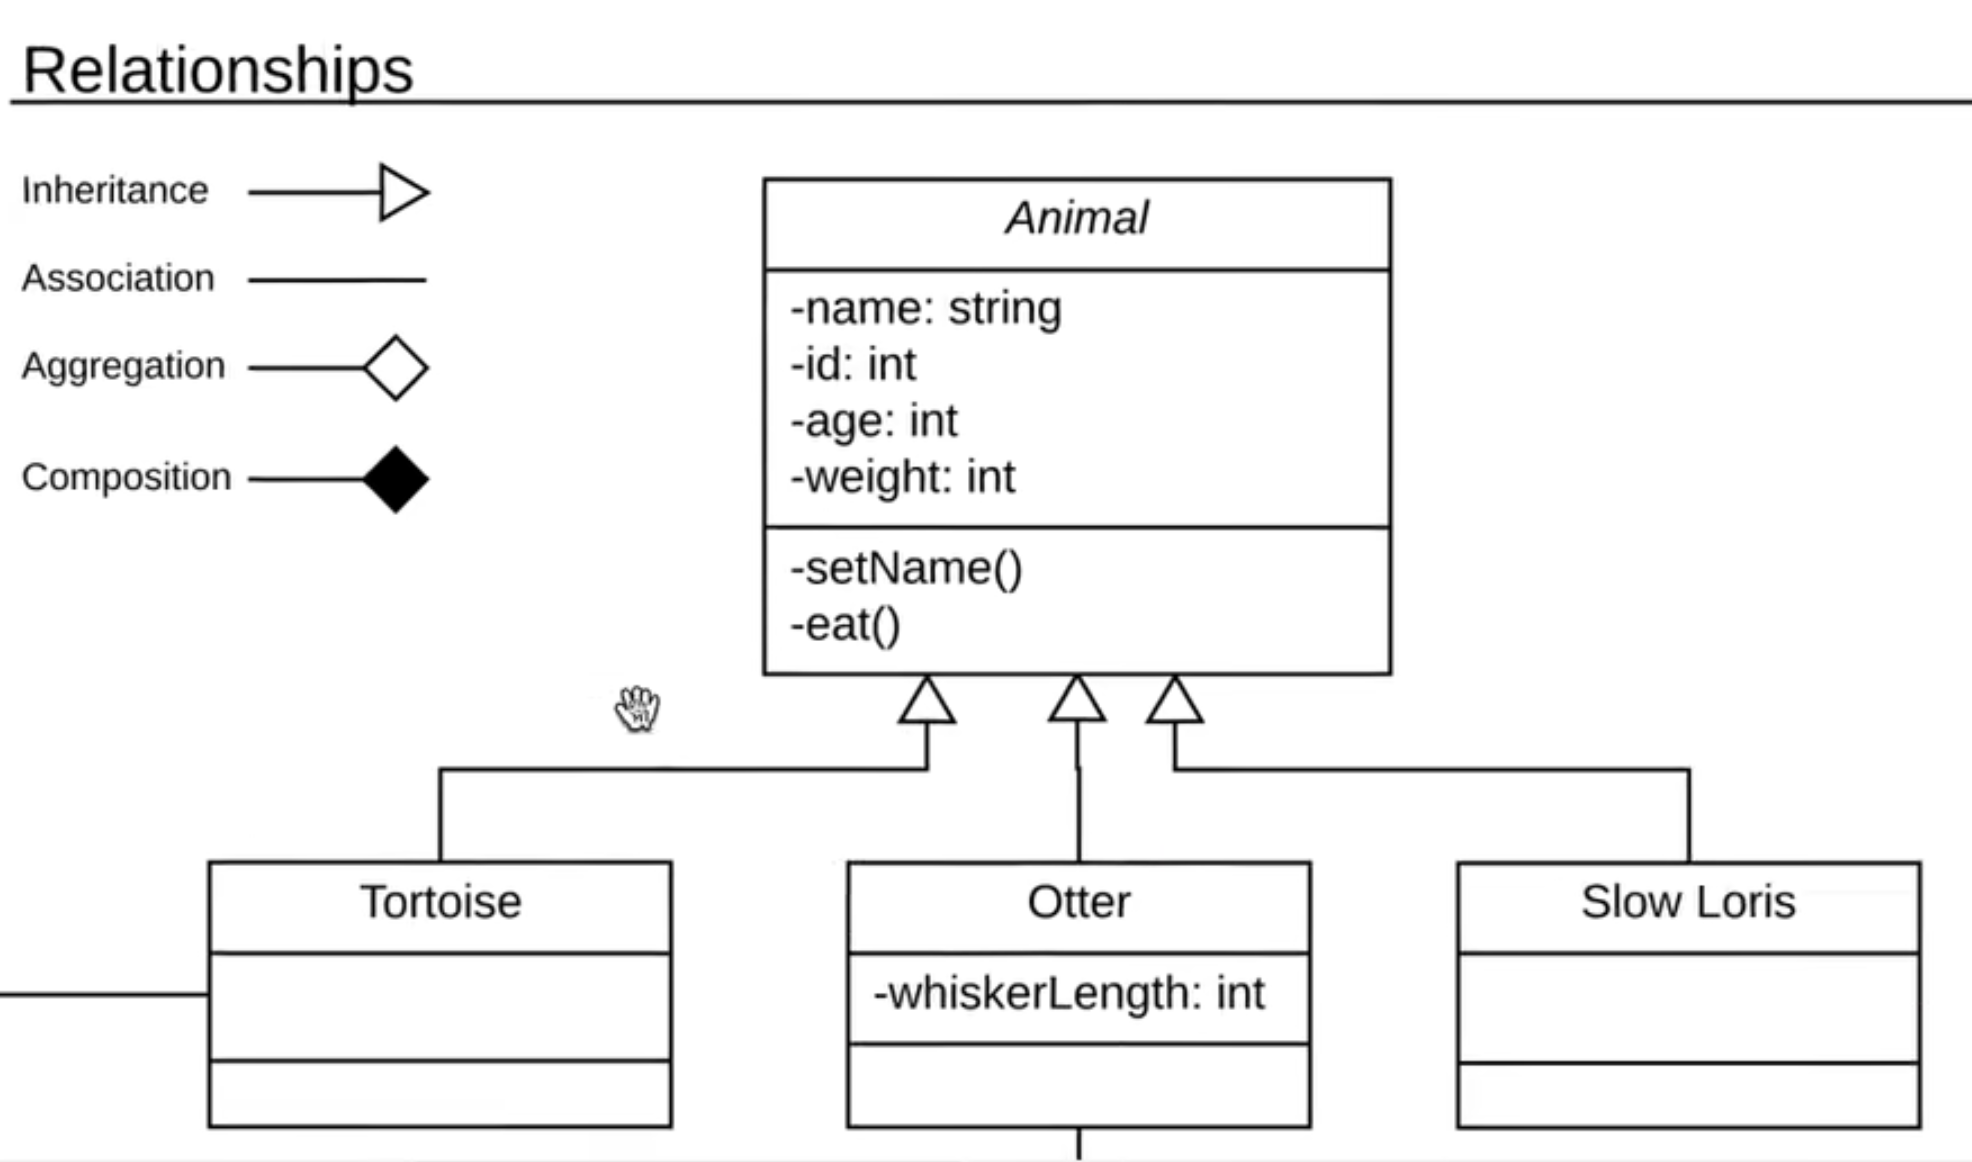 Relationships
Inheritance
Association
Aggregation
Composition
Animal
-name: string
-id: int
-age: int
-weight: int
-setName()
-eat()
Tortoise
Otter
-whiskerLength: int
Slow Loris